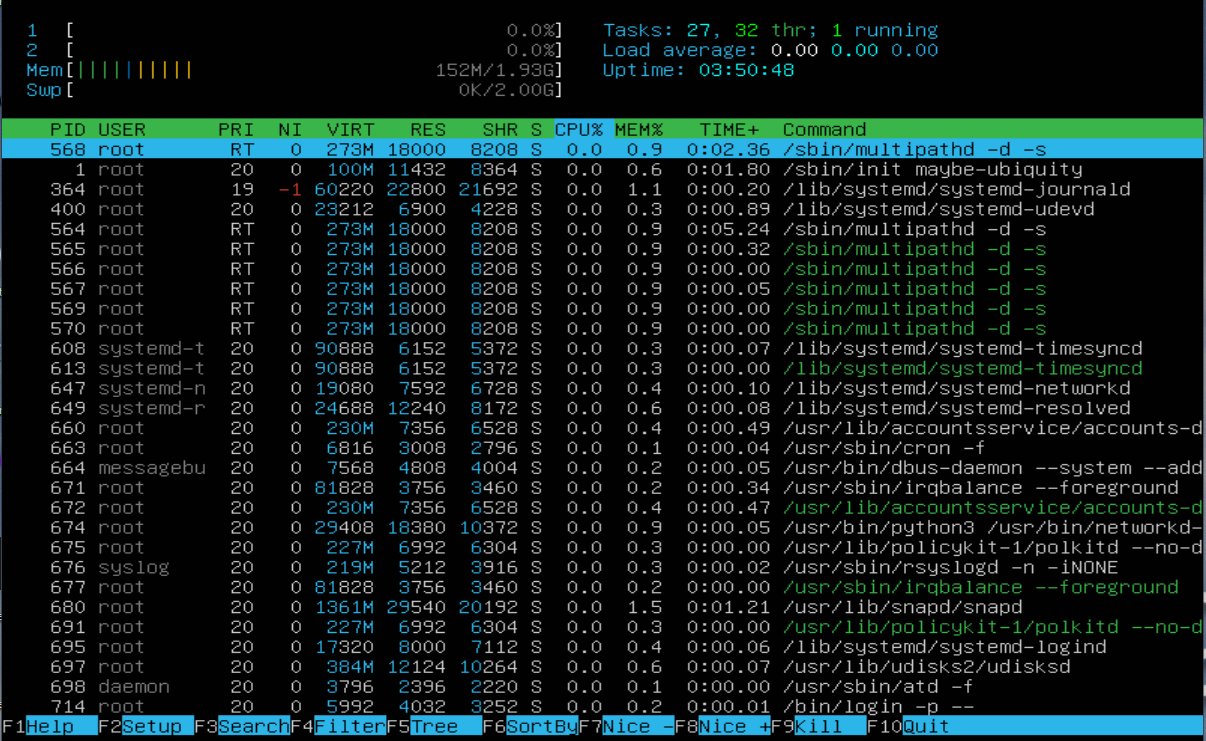 1 [ 0.0%] Tasks: 27, 32 thr; 1 running
2 [ 0.0%] Load average: 0.00 0.00 0.00
Mem[||||||||||| 152M/1.93G] Uptime: 03:50:48
Swp[ 0K/2.00G]
PID USER PRI NI VIRT RES SHR S CPU% MEM% TIME+ Command
568 root RT 0 273M 18000 8208 S 0.0 0.9 0:02.36 /sbin/multipathd -d -s
1 root 20 0 100M 11432 8364 S 0.0 0.6 0:01.80 /sbin/init maybe-ubiquity
364 root 19 -1 60220 22800 21692 S 0.0 1.1 0:00.20 /lib/systemd/systemd-journald
400 root 20 0 23212 6900 4228 S 0.0 0.3 0:00.89 /lib/systemd/systemd-udevd
564 root RT 0 273M 18000 8208 S 0.0 0.9 0:05.24 /sbin/multipathd -d -s
565 root RT 0 273M 18000 8208 S 0.0 0.9 0:00.32 /sbin/multipathd -d -s
566 root RT 0 273M 18000 8208 S 0.0 0.9 0:00.00 /sbin/multipathd -d -s
567 root RT 0 273M 18000 8208 S 0.0 0.9 0:00.05 /sbin/multipathd -d -s
569 root RT 0 273M 18000 8208 S 0.0 0.9 0:00.00 /sbin/multipathd -d -s
570 root RT 0 273M 18000 8208 S 0.0 0.9 0:00.00 /sbin/multipathd -d -s
608 systemd-t 20 0 90888 6152 5372 S 0.0 0.3 0:00.07 /lib/systemd/systemd-timesyncd
613 systemd-t 20 0 90888 6152 5372 S 0.0 0.3 0:00.00 /lib/systemd/systemd-timesyncd
647 systemd-n 20 0 19080 7592 6728 S 0.0 0.4 0:00.10 /lib/systemd/systemd-networkd
649 systemd-r 20 0 24688 12240 8172 S 0.0 0.6 0:00.08 /lib/systemd/systemd-resolved
660 root 20 0 230M 7356 6528 S 0.0 0.4 0:00.49 /usr/lib/accountsservice/accounts-d
663 root 20 0 6816 3008 2796 S 0.0 0.1 0:00.04 /usr/sbin/cron -f
664 messagebu 20 0 7568 4808 4004 S 0.0 0.2 0:00.05 /usr/bin/dbus-daemon --system --add
671 root 20 0 81828 3756 3460 S 0.0 0.2 0:00.34 /usr/sbin/irqbalance --foreground
672 root 20 0 230M 7356 6528 S 0.0 0.4 0:00.47 /usr/lib/accountsservice/accounts-d
674 root 20 0 29408 18380 10372 S 0.0 0.9 0:00.05 /usr/bin/python3 /usr/bin/networkd-
675 root 20 0 227M 6992 6304 S 0.0 0.3 0:00.00 /usr/lib/policykit-1/polkitd --no-d
676 syslog 20 0 219M 5212 3916 S 0.0 0.3 0:00.02 /usr/sbin/rsyslogd -n -iNONE
677 root 20 0 81828 3756 3460 S 0.0 0.2 0:00.00 /usr/sbin/irqbalance --foreground
680 root 20 0 1361M 29540 20192 S 0.0 1.5 0:01.21 /usr/lib/snapd/snapd
691 root 20 0 227M 6992 6304 S 0.0 0.3 0:00.00 /usr/lib/policykit-1/polkitd --no-d
695 root 20 0 17320 8000 7112 S 0.0 0.4 0:00.06 /lib/systemd/systemd-logind
697 root 20 0 384M 12124 10264 S 0.0 0.6 0:00.07 /usr/lib/udisks2/udisksd
698 daemon 20 0 3796 2396 2220 S 0.0 0.1 0:00.00 /usr/sbin/atd -f
714 root 20 0 5992 4032 3252 S 0.0 0.2 0:00.01 /bin/login -p --
F1Help F2Setup F3SearchF4FilterF5Tree F6SortByF7Nice -F8Nice +F9Kill F10Quit